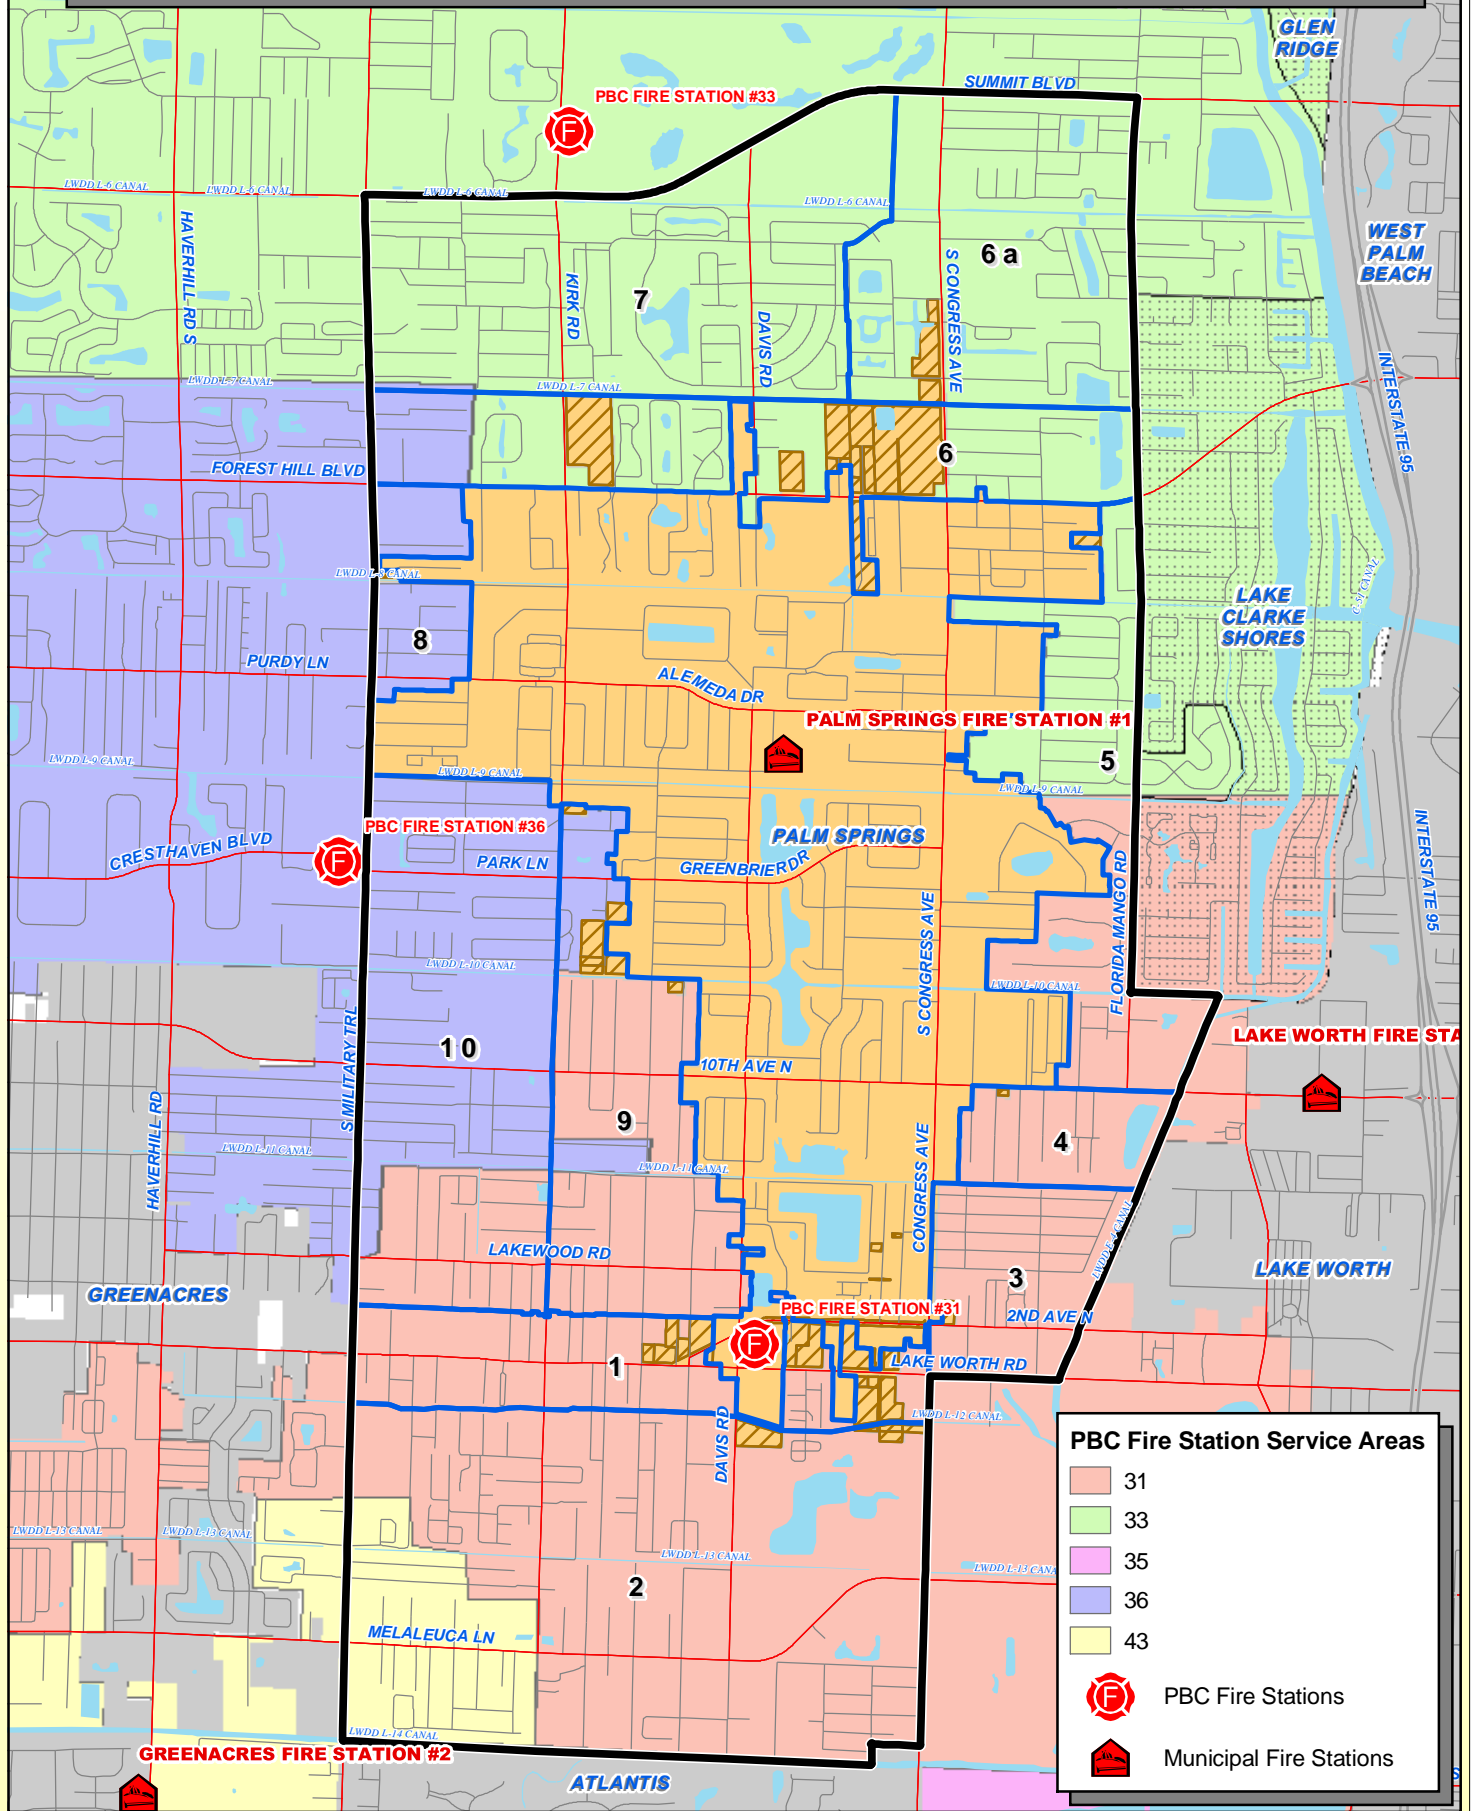 GLEN
RIDGE
SUMMIT BLVD
PBC FIRE STATION #33
LWDD L-6 CANAL
LWDD L-6 CANAL
LWDD L-6 CANAL
LWDD L-6 CANAL
HAVERHILL RD S
WEST
PALM
BEACH
6 a
S CONGRESS AVE
KIRK RD
7
DAVIS RD
INTERSTATE 95
LWDD L-7 CANAL
LWDD L-7 CANAL
6
FOREST HILL BLVD
LWDD L-8 CANAL
C-51 CANAL
LAKE
CLARKE
SHORES
8
PURDY LN
ALEMEDA DR
PALM SPRINGS FIRE STATION #1
LWDD L-9 CANAL
5
LWDD L-9 CANAL
LWDD L-9 CANAL
PBC FIRE STATION #36
CRESTHAVEN BLVD
PALM SPRINGS
PARK LN
GREENBRIER DR
INTERSTATE 95
FLORIDA MANGO RD
S CONGRESS AVE
LWDD L-10 CANAL
LWDD L-10 CANAL
LAKE WORTH FIRE STA
S MILITARY TRL
10
10TH AVE N
HAVERHILL RD
9
4
LWDD L-11 CANAL
LWDD L-11 CANAL
CONGRESS AVE
LWDD E-4 CANAL
LAKEWOOD RD
LAKE WORTH
3
GREENACRES
PBC FIRE STATION #31
2ND AVE N
1
LAKE WORTH RD
DAVIS RD
LWDD L-12 CANAL
PBC Fire Station Service Areas
31
33
35
36
43
PBC Fire Stations
Municipal Fire Stations
LWDD L-13 CANAL
LWDD L-13 CANAL
LWDD L-13 CANAL
LWDD L-13 CANA
2
MELALEUCA LN
LWDD L-14 CANAL
GREENACRES FIRE STATION #2
ATLANTIS